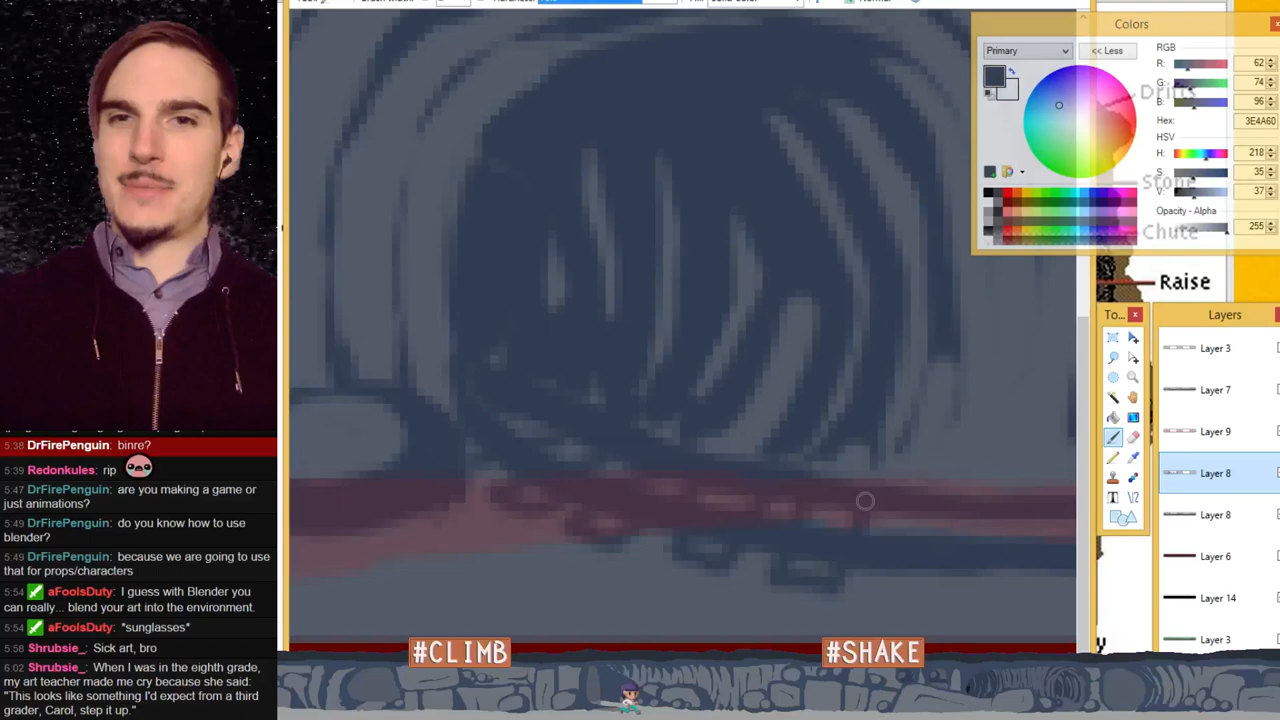 Colors
Primary
<< Less
RGB
R: 62
G: 74
B: 96
Hex: 3E4A60
HSV
H: 218
S: 35
V: 37
Opacity - Alpha
255
Drifts
Stone
Chute
Raise
To...
Layers
Layer 3
Layer 7
Layer 9
Layer 8
Layer 8
Layer 6
Layer 14
Layer 3
5:38 DrFirePenguin: binre?
5:39 Redonkules: rip
5:47 DrFirePenguin: are you making a game or
just animations?
5:49 DrFirePenguin: do you know how to use
blender?
5:49 DrFirePenguin: because we are going to use
that for props/characters
5:54 aFoolsDuty: I guess with Blender you
can really... blend your art into the environment.
5:54 aFoolsDuty: *sunglasses*
5:58 Shrubsie_: Sick art, bro
6:02 Shrubsie_: When I was in the eighth grade,
my art teacher made me cry because she said:
"This looks like something I'd expect from a third
grader, Carol, step it up."
#CLIMB
#SHAKE